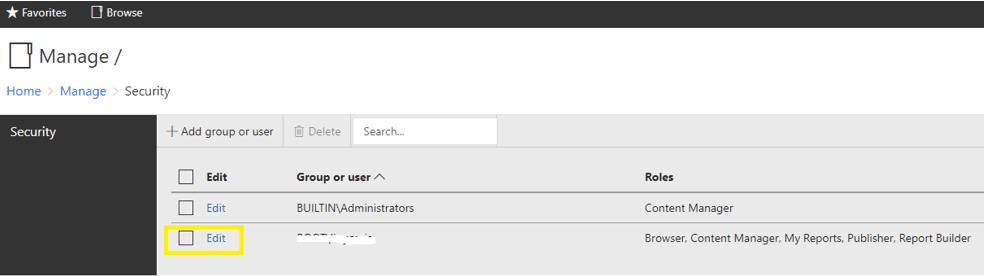 Favorites Browse
Manage /
Home > Manage > Security
Security
+ Add group or user Delete Search...
Edit Group or user Roles
Edit BUILTIN\Administrators Content Manager
Edit Browser, Content Manager, My Reports, Publisher, Report Builder